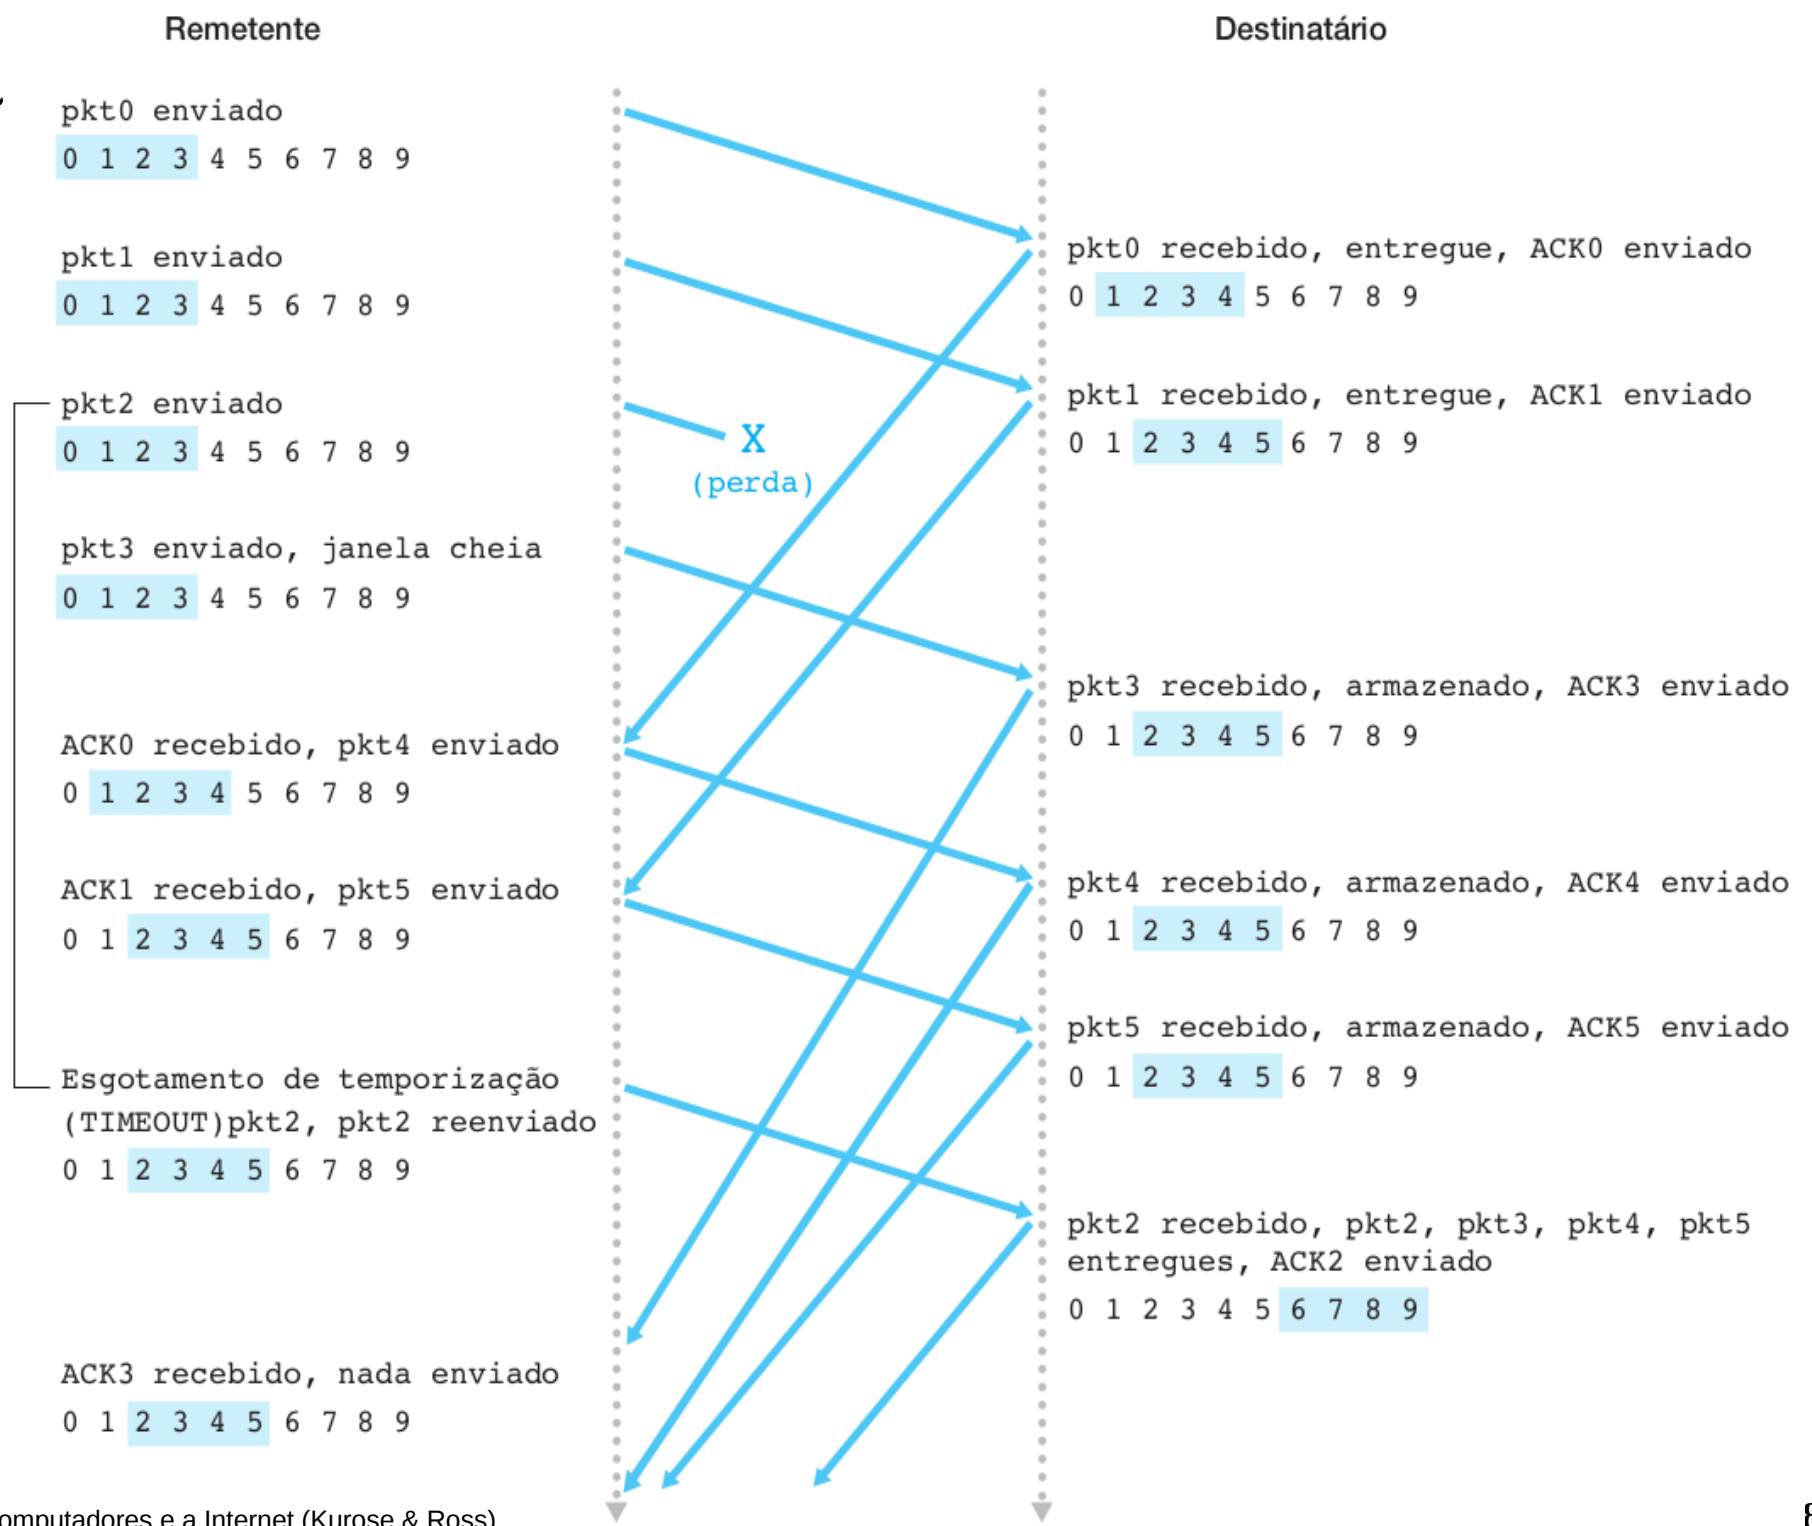 Remetente
Destinatário
pkt0 enviado
0 1 2 3 4 5 6 7 8 9
pkt0 recebido, entregue, ACK0 enviado
0 1 2 3 4 5 6 7 8 9
pkt1 enviado
0 1 2 3 4 5 6 7 8 9
pkt1 recebido, entregue, ACK1 enviado
0 1 2 3 4 5 6 7 8 9
pkt2 enviado
0 1 2 3 4 5 6 7 8 9
X
(perda)
pkt3 enviado, janela cheia
0 1 2 3 4 5 6 7 8 9
pkt3 recebido, armazenado, ACK3 enviado
0 1 2 3 4 5 6 7 8 9
ACK0 recebido, pkt4 enviado
0 1 2 3 4 5 6 7 8 9
pkt4 recebido, armazenado, ACK4 enviado
0 1 2 3 4 5 6 7 8 9
ACK1 recebido, pkt5 enviado
0 1 2 3 4 5 6 7 8 9
pkt5 recebido, armazenado, ACK5 enviado
0 1 2 3 4 5 6 7 8 9
Esgotamento de temporização
(TIMEOUT)pkt2, pkt2 reenviado
0 1 2 3 4 5 6 7 8 9
pkt2 recebido, pkt2, pkt3, pkt4, pkt5
entregues, ACK2 enviado
0 1 2 3 4 5 6 7 8 9
ACK3 recebido, nada enviado
0 1 2 3 4 5 6 7 8 9
omputadores e a Internet (Kurose & Ross)